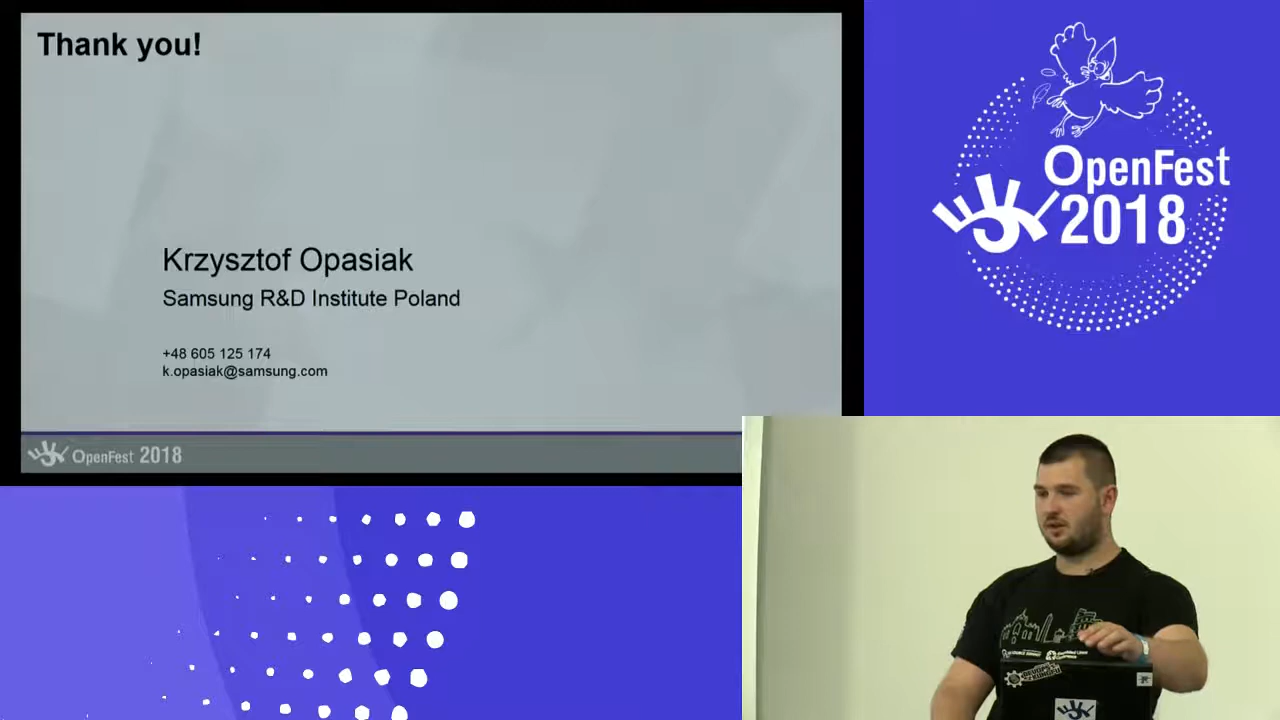 Thank you!
Krzysztof Opasiak
Samsung R&D Institute Poland
+48 605 125 174
k.opasiak@samsung.com
OpenFest 2018
OpenFest
2018